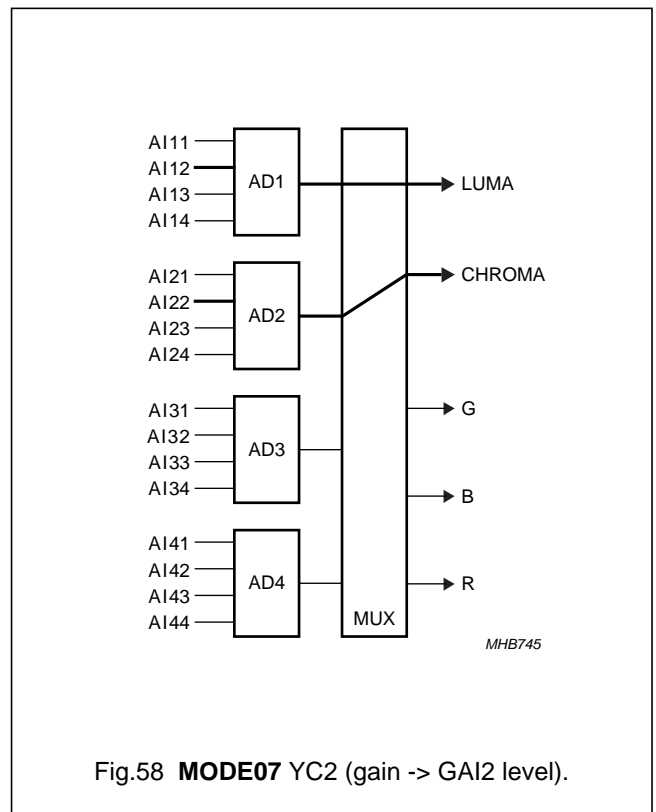 AI11
AI12
AI13
AI14
AD1
LUMA
AI21
AI22
AI23
AI24
AD2
CHROMA
AI31
AI32
AI33
AI34
AD3
G
B
AI41
AI42
AI43
AI44
AD4
R
MUX
MHB745
Fig.58 MODE07 YC2 (gain -> GAI2 level).